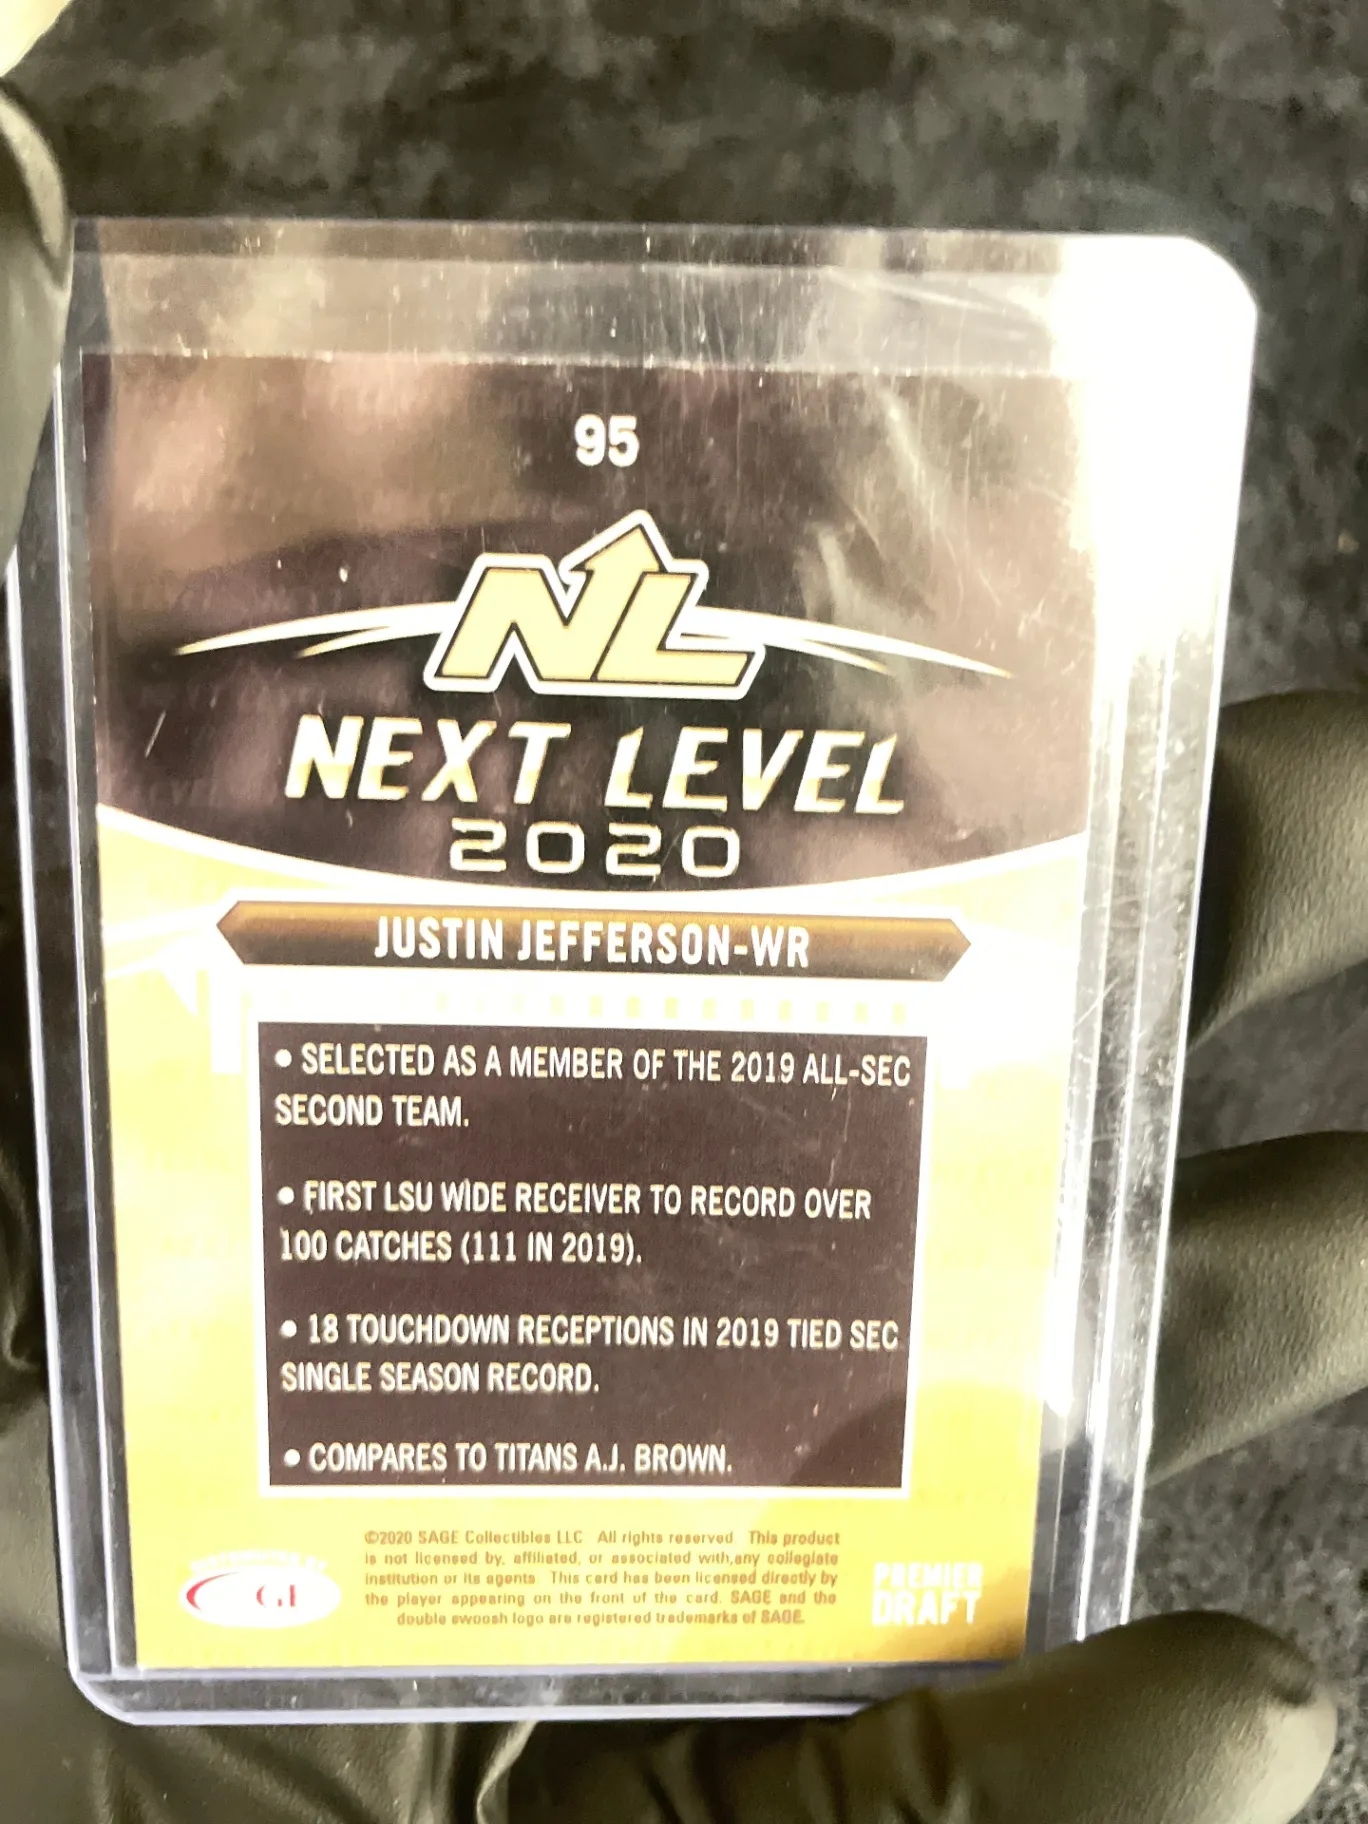 95
NL
NEXT LEVEL
2020
JUSTIN JEFFERSON-WR
• SELECTED AS A MEMBER OF THE 2019 ALL-SEC
SECOND TEAM.
• FIRST LSU WIDE RECEIVER TO RECORD OVER
100 CATCHES (111 IN 2019).
• 18 TOUCHDOWN RECEPTIONS IN 2019 TIED SEC
SINGLE SEASON RECORD.
• COMPARES TO TITANS A.J. BROWN.
©2020 SAGE Collectibles LLC All rights reserved This product
is not licensed by, affiliated, or associated with, any collegiate
institution or its agents This card has been licensed directly by
the player appearing on the front of the card. SAGE and the
double swoosh logo are registered trademarks of SAGE.
PREMIER
DRAFT